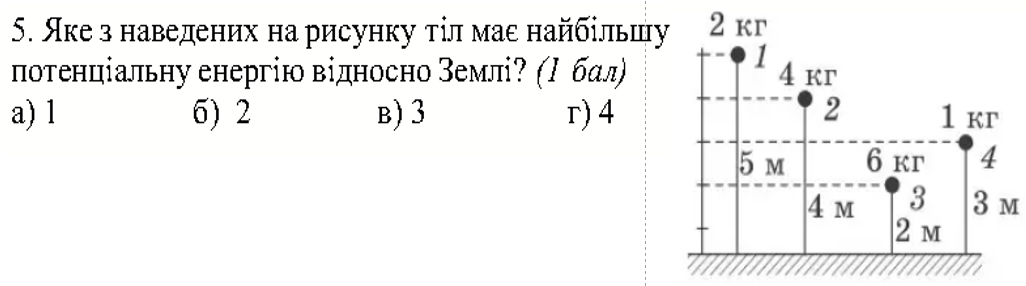 5. Яке з наведених на рисунку тіл має найбільшу
потенціальну енергію відносно Землі? (1 бал)
а) 1 б) 2 в) 3 г) 4
2 кг
1
4 кг
2
1 кг
4
5 м
6 кг
3
3 м
4 м
2 м